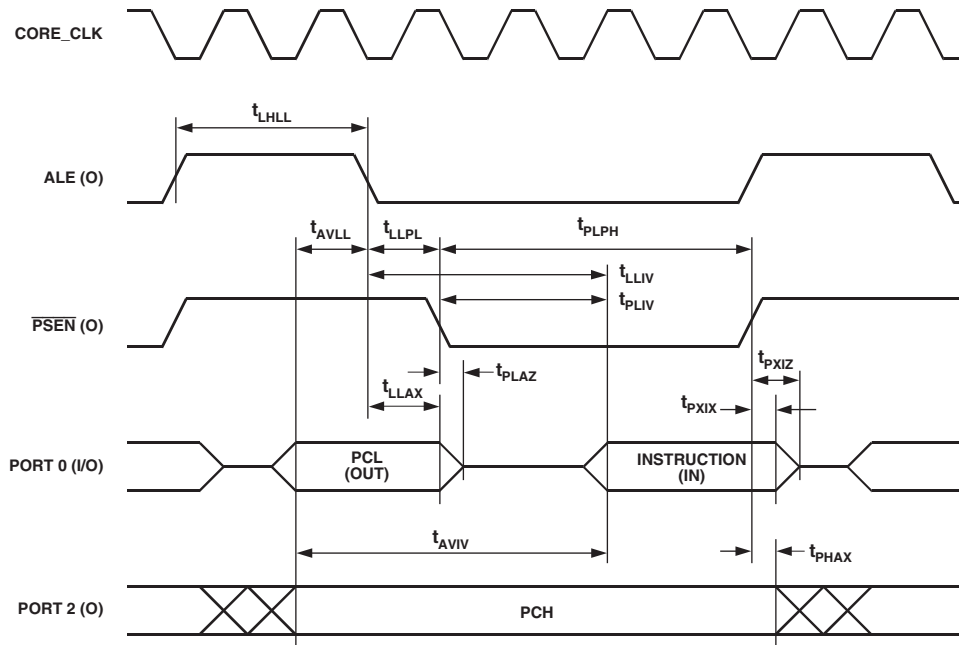 CORE_CLK
tLHLL
ALE (O)
tAVLL
tLLPL
tPLPH
tLLIV
tPLIV
PSEN (O)
tPLAZ
tPXIZ
tLLAX
tPXIX
PORT 0 (I/O)
PCL
(OUT)
INSTRUCTION
(IN)
tAVIV
tPHAX
PORT 2 (O)
PCH